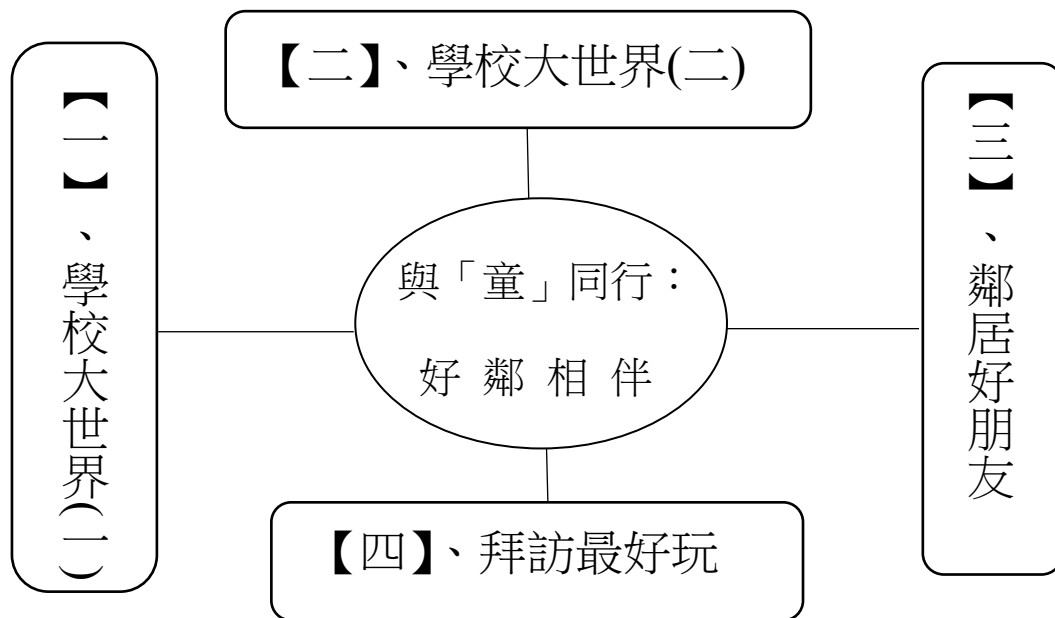 【一】、學校大世界(一)
【二】、學校大世界(二)
【三】、鄰居好朋友
【四】、拜訪最好玩
與「童」同行：
好鄰相伴